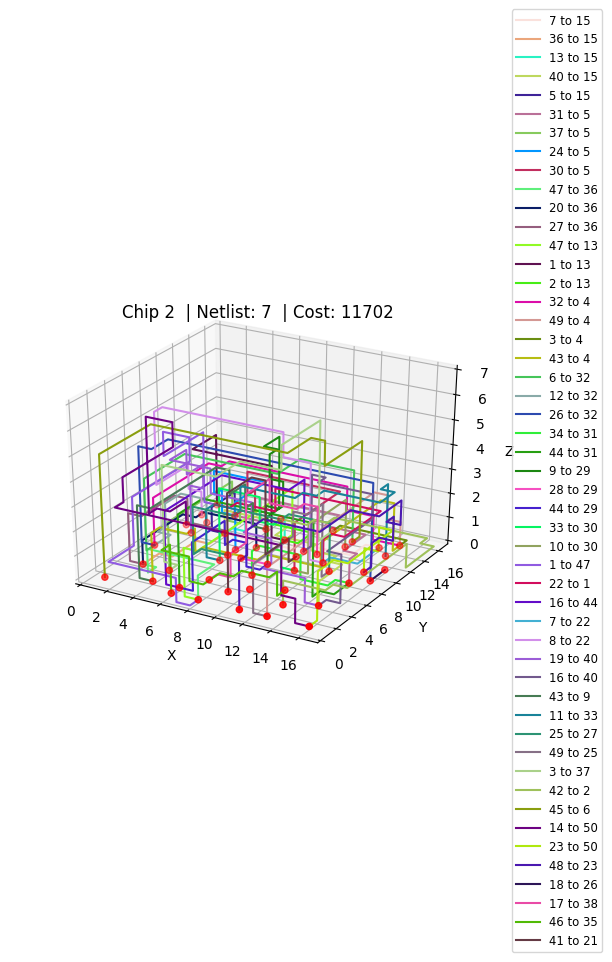 Chip 2 | Netlist: 7 | Cost: 11702
7
6
5
4
3
2
1
0
Z
0
2
4
6
8
10
12
14
16
X
0
2
4
6
8
10
12
14
16
Y
7 to 15
36 to 15
13 to 15
40 to 15
5 to 15
31 to 5
37 to 5
24 to 5
30 to 5
47 to 36
20 to 36
27 to 36
47 to 13
1 to 13
2 to 13
32 to 4
49 to 4
3 to 4
43 to 4
6 to 32
12 to 32
26 to 32
34 to 31
44 to 31
9 to 29
28 to 29
44 to 29
33 to 30
10 to 30
1 to 47
22 to 1
16 to 44
7 to 22
8 to 22
19 to 40
16 to 40
43 to 9
11 to 33
25 to 27
49 to 25
3 to 37
42 to 2
45 to 6
14 to 50
23 to 50
48 to 23
18 to 26
17 to 38
46 to 35
41 to 21